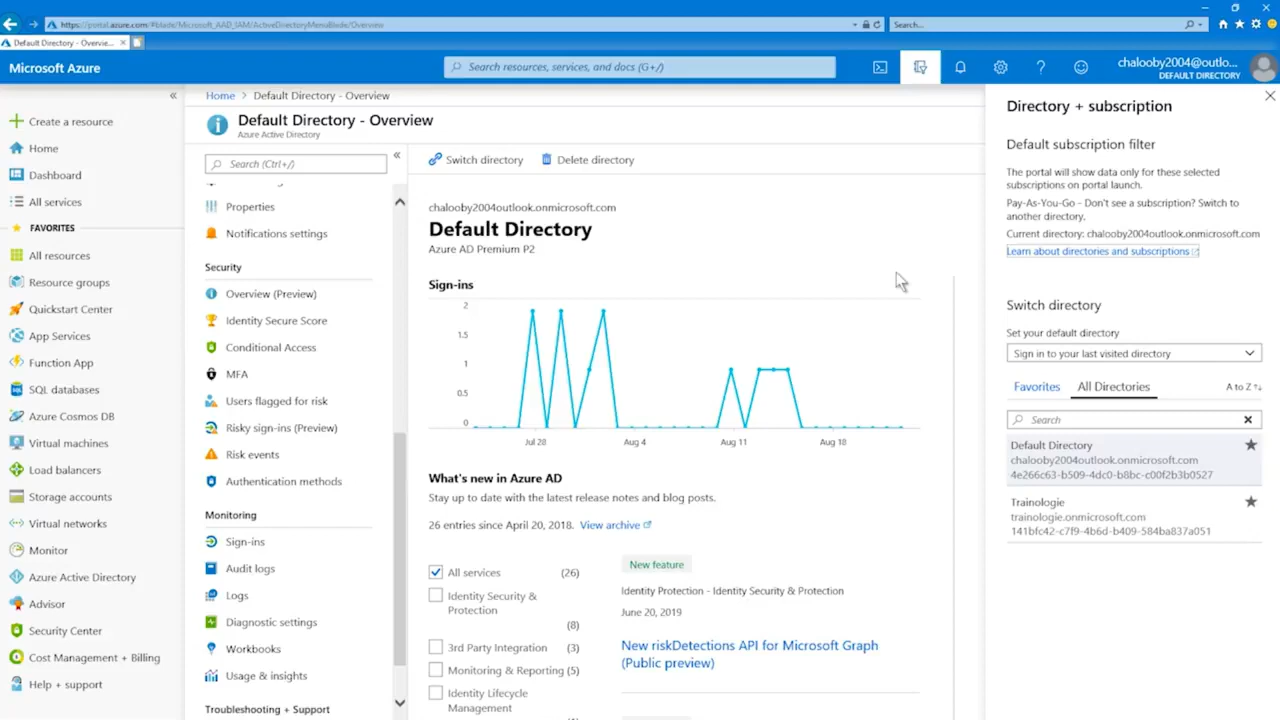 https://portal.azure.com/#blade/Microsoft_AAD_IAM/ActiveDirectoryMenuBlade/Overview
Search...
Default Directory - Overvie...
Microsoft Azure
Search resources, services, and docs (G+/)
chalooby2004@outlo...
DEFAULT DIRECTORY
Create a resource
Home
Dashboard
All services
FAVORITES
All resources
Resource groups
Quickstart Center
App Services
Function App
SQL databases
Azure Cosmos DB
Virtual machines
Load balancers
Storage accounts
Virtual networks
Monitor
Azure Active Directory
Advisor
Security Center
Cost Management + Billing
Help + support
Home > Default Directory - Overview
Default Directory - Overview
Azure Active Directory
Search (Ctrl+/)
Properties
Notifications settings
Security
Overview (Preview)
Identity Secure Score
Conditional Access
MFA
Users flagged for risk
Risky sign-ins (Preview)
Risk events
Authentication methods
Monitoring
Sign-ins
Audit logs
Logs
Diagnostic settings
Workbooks
Usage & insights
Troubleshooting + Support
Switch directory
Delete directory
chalooby2004outlook.onmicrosoft.com
Default Directory
Azure AD Premium P2
Sign-ins
2
1.5
1
0.5
0
Jul 28
Aug 4
Aug 11
Aug 18
What's new in Azure AD
Stay up to date with the latest release notes and blog posts.
26 entries since April 20, 2018. View archive
All services (26)
Identity Security &
Protection
(8)
3rd Party Integration (3)
Monitoring & Reporting (5)
Identity Lifecycle
Management
New feature
Identity Protection - Identity Security & Protection
June 20, 2019
New riskDetections API for Microsoft Graph
(Public preview)
Directory + subscription
Default subscription filter
The portal will show data only for these selected
subscriptions on portal launch.
Pay-As-You-Go - Don't see a subscription? Switch to
another directory.
Current directory: chalooby2004outlook.onmicrosoft.com
Learn about directories and subscriptions
Switch directory
Set your default directory
Sign in to your last visited directory
Favorites
All Directories
A to Z
Search
Default Directory
chalooby2004outlook.onmicrosoft.com
4e266c63-b509-4dc0-b8bc-c00f2b3b0527
Trainologie
trainologie.onmicrosoft.com
141bfc42-c7f9-4b6d-b409-584ba837a051